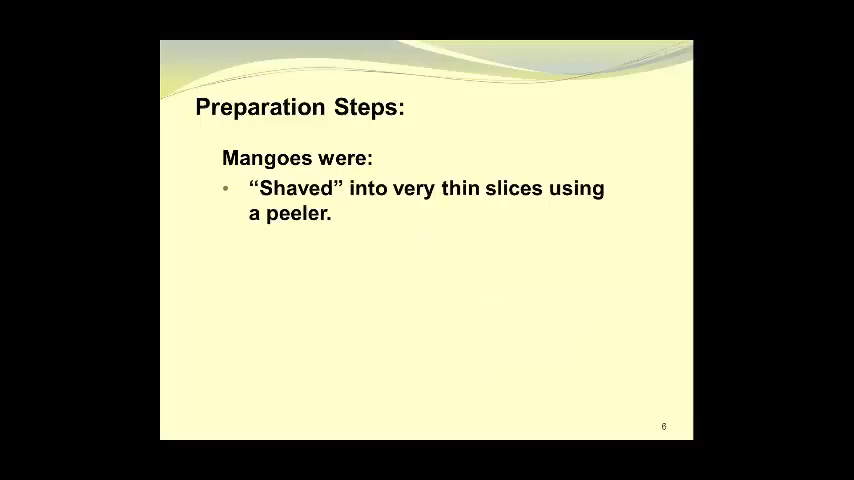 Preparation Steps:
Mangoes were:
• “Shaved” into very thin slices using
a peeler.
6